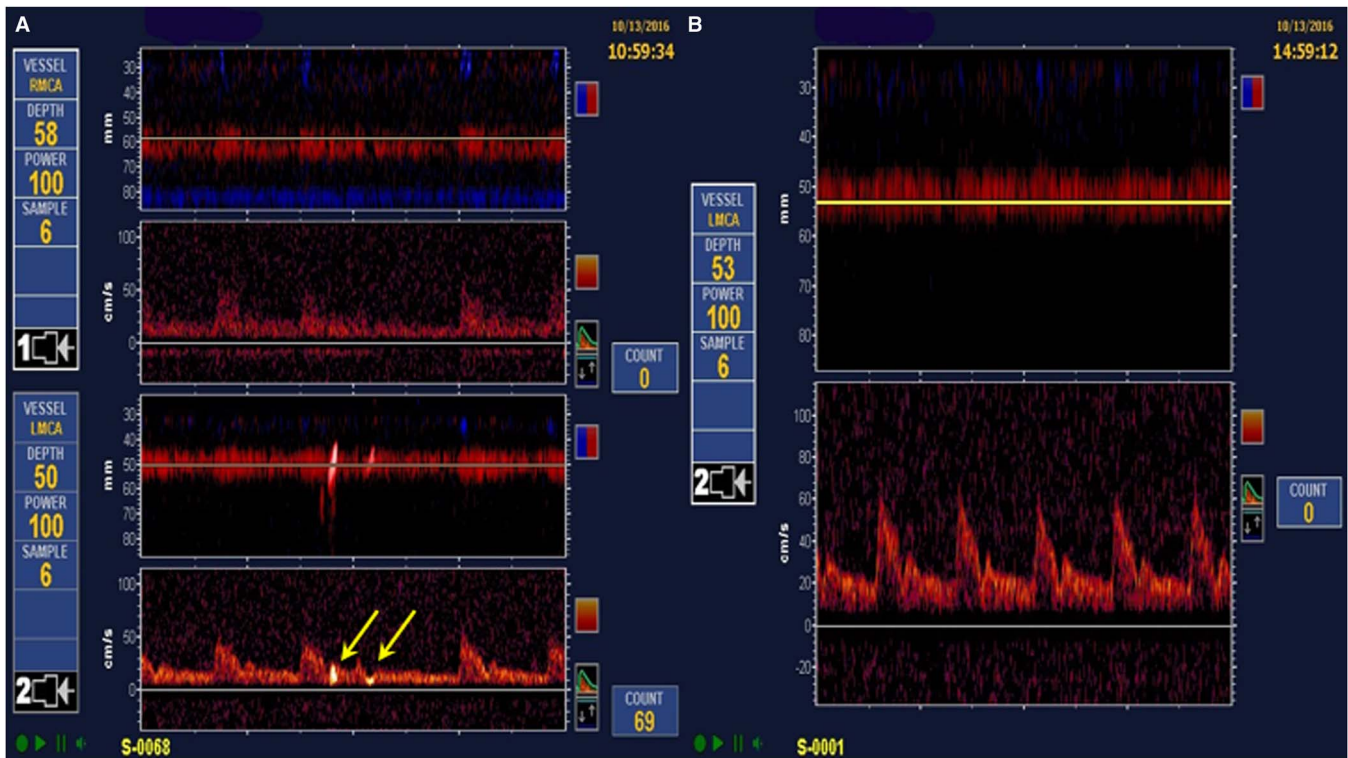 A
10/13/2016
10:59:34
VESSEL
RMCA
DEPTH
58
POWER
100
SAMPLE
6
1
mm
30
40
50
60
70
80
cm/s
100
50
0
COUNT
0
VESSEL
LMCA
DEPTH
50
POWER
100
SAMPLE
6
2
mm
30
40
50
60
70
80
cm/s
100
50
0
COUNT
69
S-0068
B
10/13/2016
14:59:12
VESSEL
LMCA
DEPTH
53
POWER
100
SAMPLE
6
2
mm
30
40
50
60
70
80
cm/s
100
80
60
40
20
0
-20
COUNT
0
S-0001